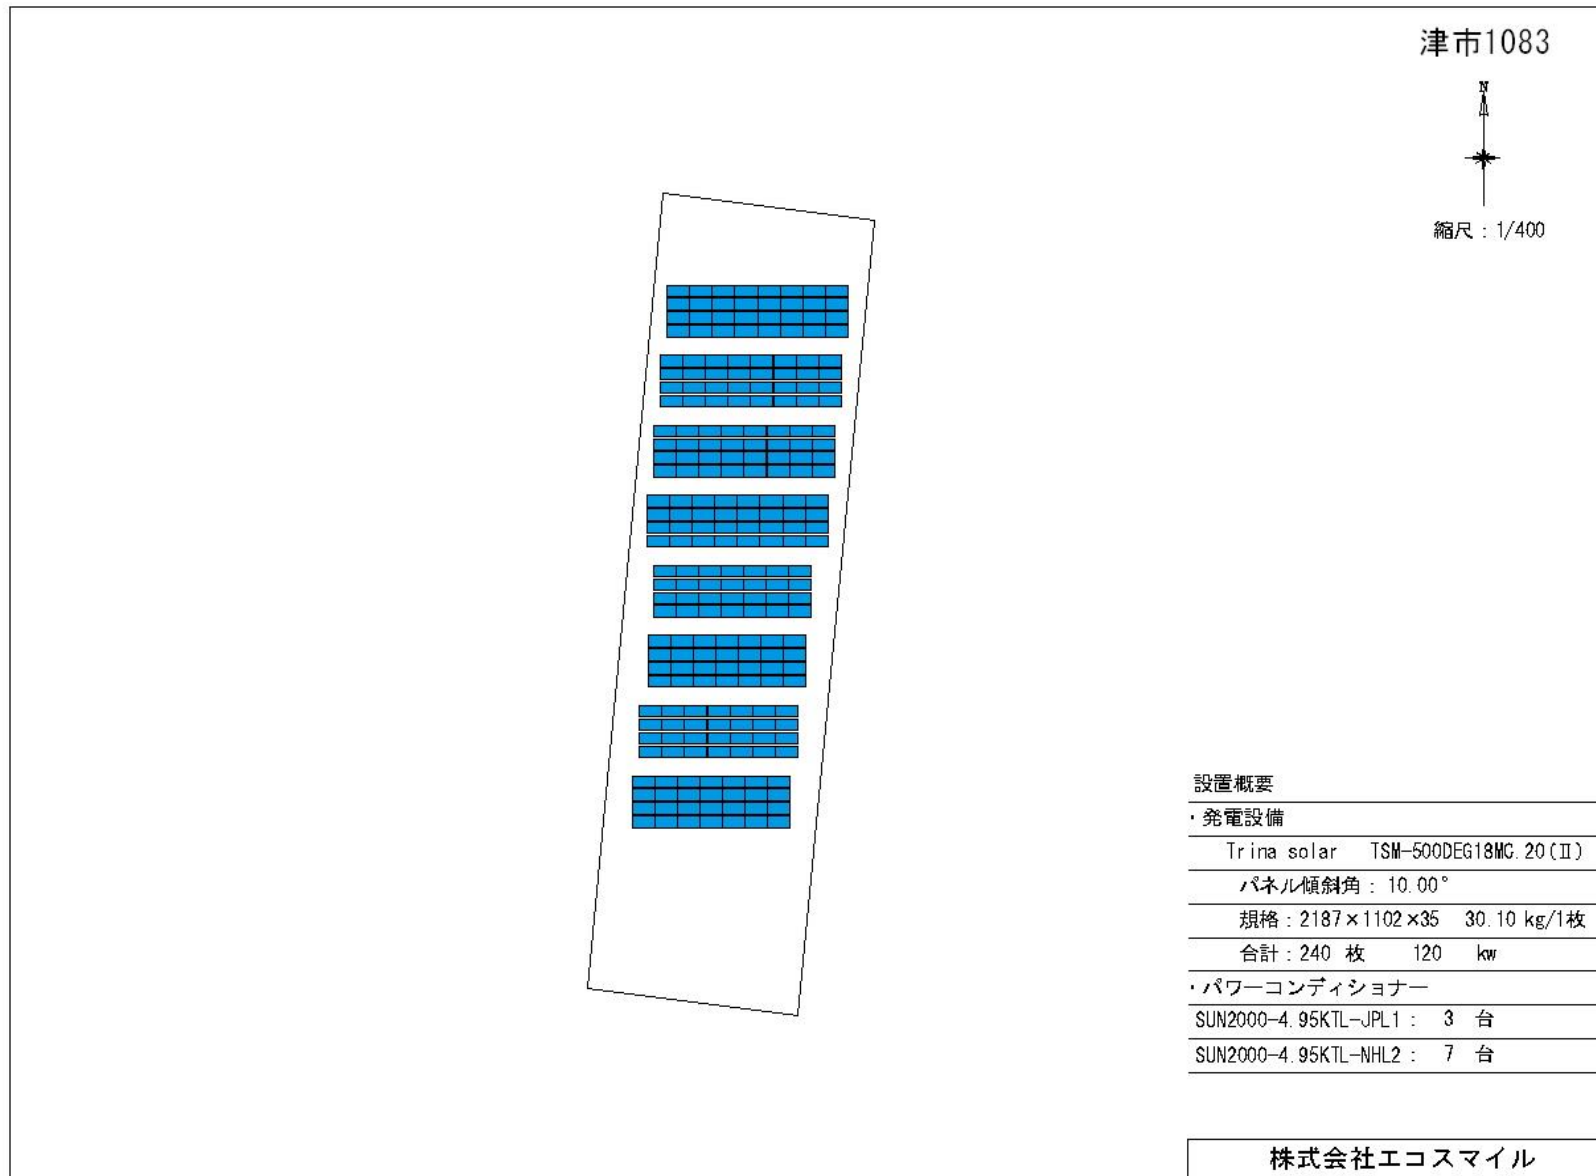 津市1083
N
縮尺：1/400
設置概要
・発電設備
Trina solar TSM-500DEG18MC.20(Ⅱ)
パネル傾斜角：10.00°
規格：2187×1102×35 30.10 kg/1枚
合計：240 枚 120 kw
・パワーコンディショナー
SUN2000-4.95KTL-JPL1： 3 台
SUN2000-4.95KTL-NHL2： 7 台
株式会社エコスマイル